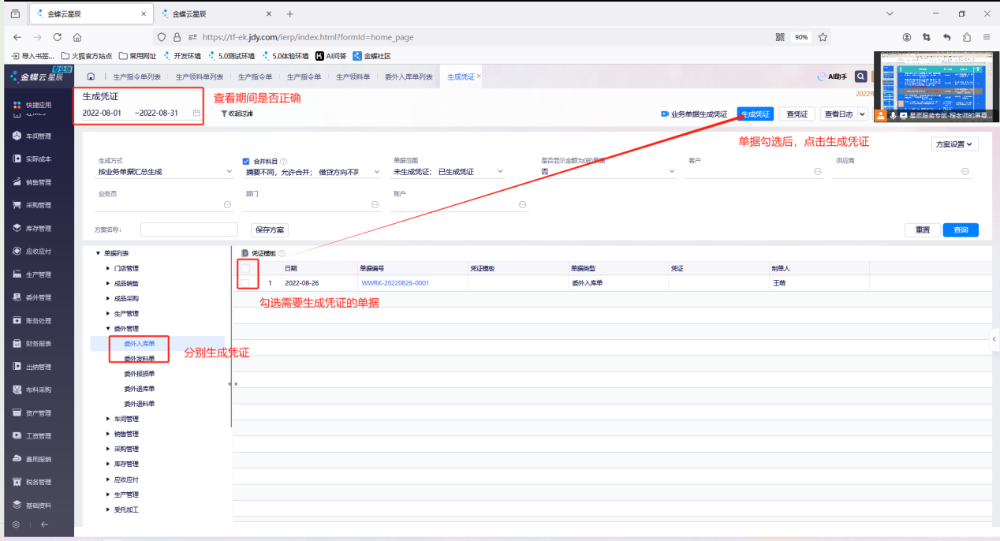 金蝶云星辰
金蝶云星辰
https://tf-ek.jdy.com/ierp/index.html?formId=home_page
90%
导入书签...
火狐官方站点
常用网址
开发环境
5.0测试环境
5.0体验环境
AI问答
金蝶社区
金蝶云 星辰
专业版
生产指令单列表
生产领料单列表
生产指令单
生产指令单
生产领料单
委外入库单列表
生成凭证
AI助手
星辰服装专版-程老师的屏幕...
快捷应用
车间管理
实际成本
销售管理
采购管理
库存管理
应收应付
生产管理
委外管理
账务处理
财务报表
出纳管理
布料采购
资产管理
工资管理
费用报销
税务管理
基础资料
生成凭证
2022-08-01 ~2022-08-31
查看期间是否正确
收起过滤
业务单据生成凭证
生成凭证
查凭证
查看日志
单据勾选后，点击生成凭证
方案设置
生成方式
按业务单据汇总生成
合并科目
摘要不同，允许合并； 借贷方向不同
单据范围
未生成凭证； 已生成凭证
是否显示金额为0的单据
否
客户
供应商
业务员
部门
账户
方案名称：
保存方案
重置
查询
单据列表
门店管理
成品销售
成品采购
生产管理
委外管理
委外入库单
委外发料单
委外报损单
委外退库单
委外退料单
车间管理
销售管理
采购管理
库存管理
应收应付
生产管理
受托加工
分别生成凭证
凭证模板
日期 单据编号 凭证模板 单据类型 凭证 制单人
1 2022-08-26 WWRK-20220826-0001 委外入库单 王萌
勾选需要生成凭证的单据